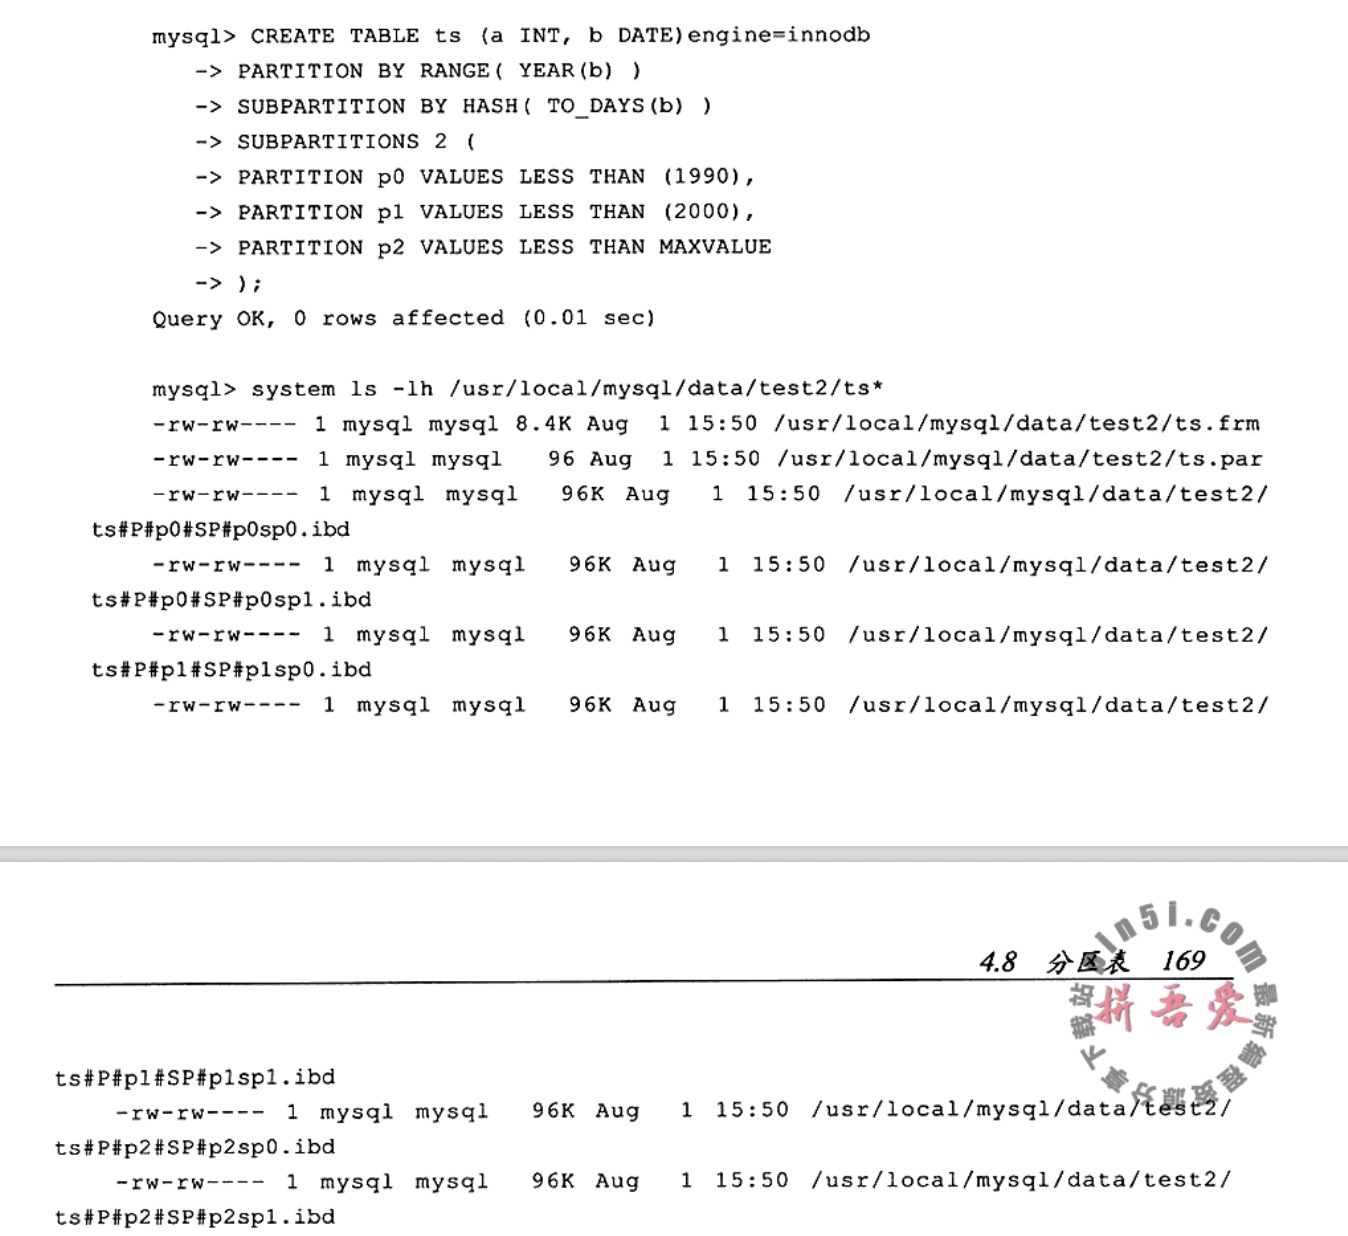 mysql> CREATE TABLE ts (a INT, b DATE)engine=innodb
-> PARTITION BY RANGE( YEAR(b) )
-> SUBPARTITION BY HASH( TO_DAYS(b) )
-> SUBPARTITIONS 2 (
-> PARTITION p0 VALUES LESS THAN (1990),
-> PARTITION p1 VALUES LESS THAN (2000),
-> PARTITION p2 VALUES LESS THAN MAXVALUE
-> );
Query OK, 0 rows affected (0.01 sec)
mysql> system ls -lh /usr/local/mysql/data/test2/ts*
-rw-rw---- 1 mysql mysql 8.4K Aug 1 15:50 /usr/local/mysql/data/test2/ts.frm
-rw-rw---- 1 mysql mysql 96 Aug 1 15:50 /usr/local/mysql/data/test2/ts.par
-rw-rw---- 1 mysql mysql 96K Aug 1 15:50 /usr/local/mysql/data/test2/
ts#P#p0#SP#p0sp0.ibd
-rw-rw---- 1 mysql mysql 96K Aug 1 15:50 /usr/local/mysql/data/test2/
ts#P#p0#SP#p0sp1.ibd
-rw-rw---- 1 mysql mysql 96K Aug 1 15:50 /usr/local/mysql/data/test2/
ts#P#p1#SP#p1sp0.ibd
-rw-rw---- 1 mysql mysql 96K Aug 1 15:50 /usr/local/mysql/data/test2/
4.8 分区表 169
拼吾爱
最新编程资源分享下载站
ts#P#p1#SP#p1sp1.ibd
-rw-rw---- 1 mysql mysql 96K Aug 1 15:50 /usr/local/mysql/data/test2/
ts#P#p2#SP#p2sp0.ibd
-rw-rw---- 1 mysql mysql 96K Aug 1 15:50 /usr/local/mysql/data/test2/
ts#P#p2#SP#p2sp1.ibd